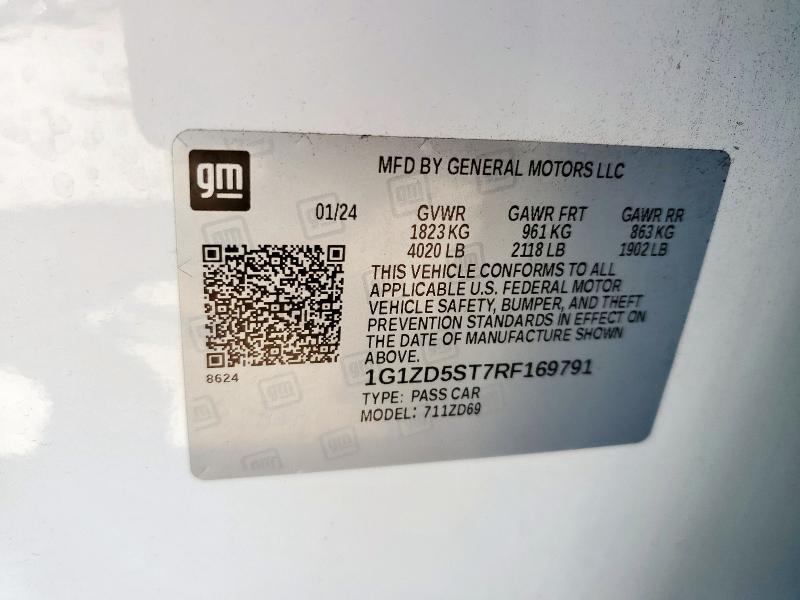 gm
MFD BY GENERAL MOTORS LLC
01/24 GVWR GAWR FRT GAWR RR
1823 KG 961 KG 863 KG
4020 LB 2118 LB 1902 LB
THIS VEHICLE CONFORMS TO ALL
APPLICABLE U.S. FEDERAL MOTOR
VEHICLE SAFETY, BUMPER, AND THEFT
PREVENTION STANDARDS IN EFFECT ON
THE DATE OF MANUFACTURE SHOWN
ABOVE.
8624
1G1ZD5ST7RF169791
TYPE: PASS CAR
MODEL: 711ZD69